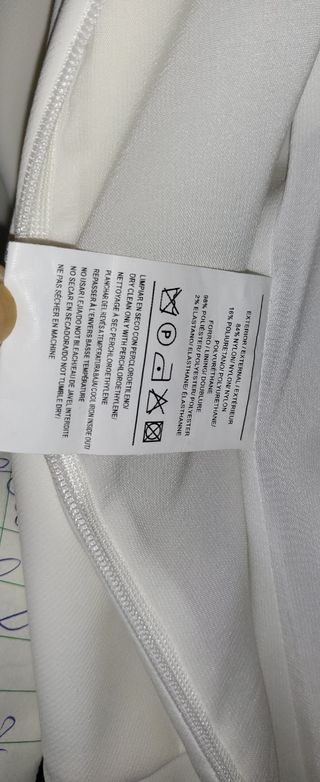 EXTERIOR / EXTERNAL / EXTÉRIEUR
84% NYLON/ NYLON/ NYLON
16% POLIURETANO/ POLYURETHANE/
POLYURÉTHANE
FORRO/ LINING/ DOUBLURE
98% POLIÉSTER/ POLYESTER/ POLYESTER
2% ELASTANO/ ELASTHANE/ ÉLASTHANNE
LIMPIAR EN SECO CON PERCLOROETILENO/
DRY CLEAN ONLY WITH PERCHLOROETHYLENE/
NETTOYAGE À SEC PERCHLORÉTHYLÈNE
PLANCHAR DEL REVÉS A TEMPERATURA BAJA/ COOL IRON INSIDE OUT/
REPASSER À L'ENVERS BASSE TEMPÉRATURE
NO USAR LEJIA/DO NOT BLEACH/EAU DE JAVEL INTERDITE
NO SECAR EN SECADORA/DO NOT TUMBLE DRY/
NE PAS SÉCHER EN MACHINE